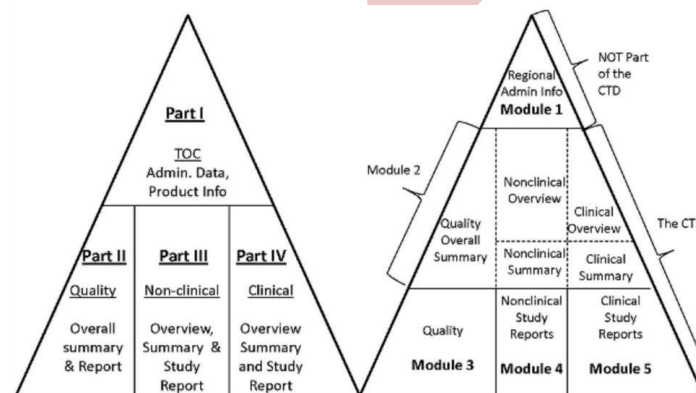 Part I
TOC
Admin. Data,
Product Info
Part II
Quality
Overall
summary
& Report
Part III
Non-clinical
Overview,
Summary &
Study
Report
Part IV
Clinical
Overview
Summary
and Study
Report
Regional
Admin Info
Module 1
NOT Part
of the
CTD
Module 2
Quality
Overall
Summary
Nonclinical
Overview
Nonclinical
Summary
Clinical
Overview
Clinical
Summary
The CT
Quality
Module 3
Nonclinical
Study
Reports
Module 4
Clinical
Study
Reports
Module 5